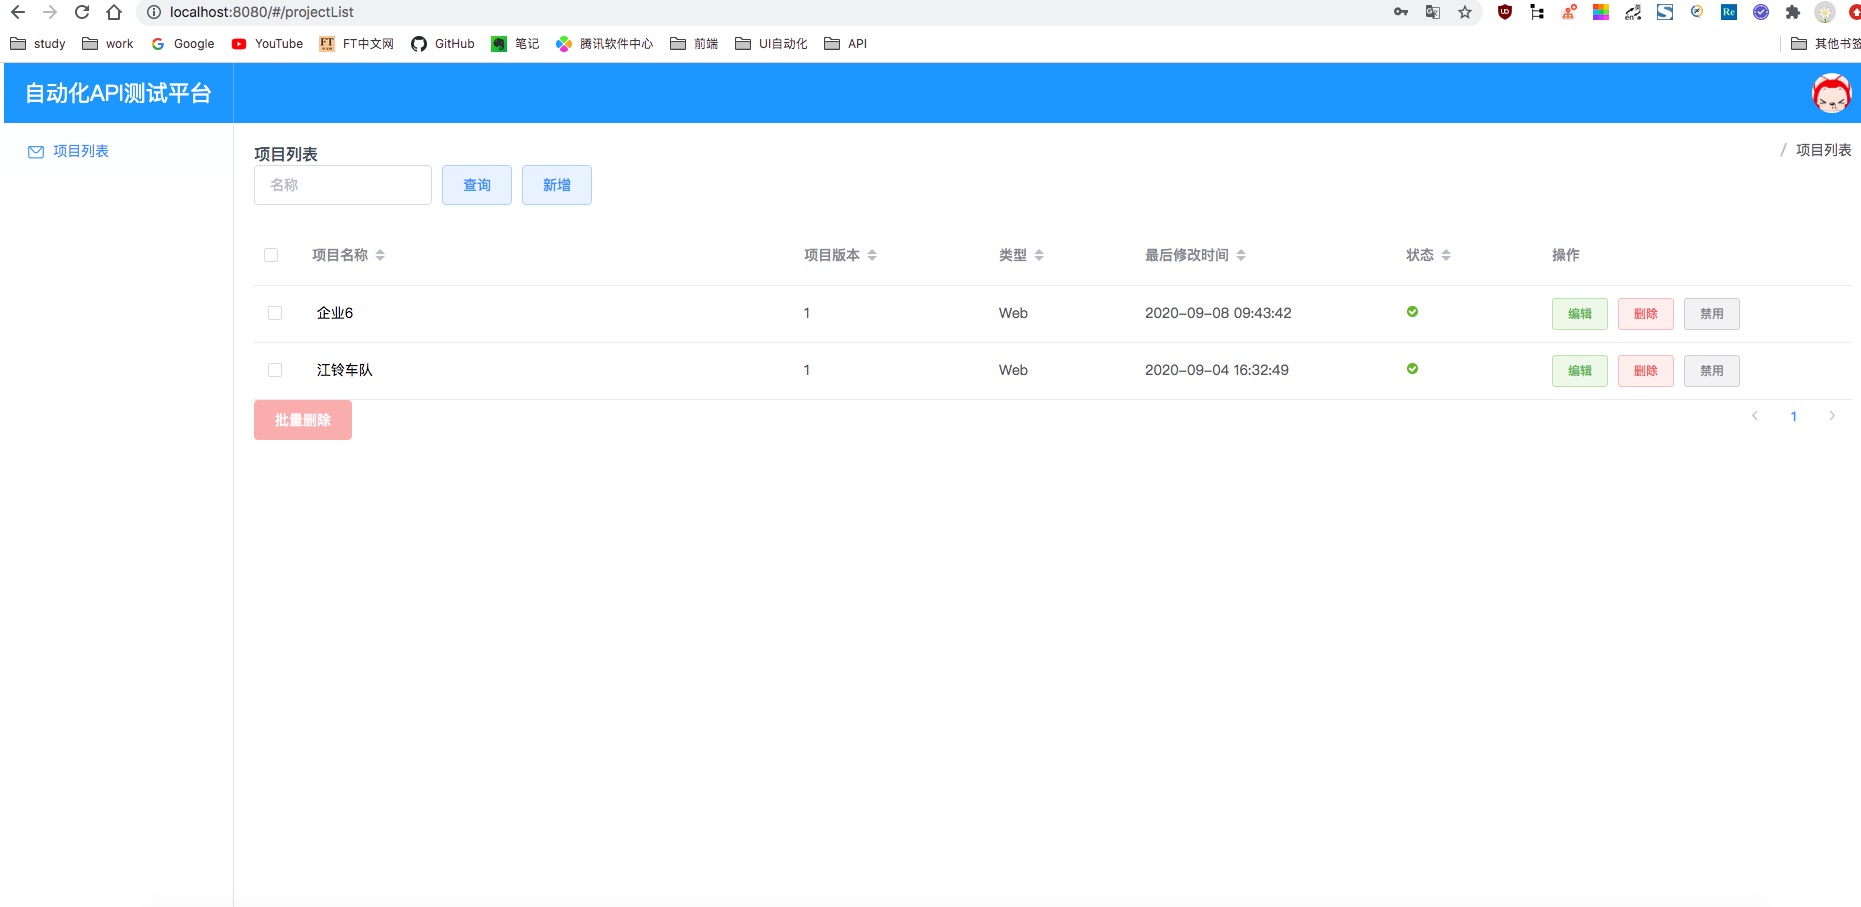 localhost:8080/#/projectList
study work Google YouTube FT中文网 GitHub 笔记 腾讯软件中心 前端 UI自动化 API 其他书签
自动化API测试平台
项目列表
项目列表
/ 项目列表
名称 查询 新增
项目名称 项目版本 类型 最后修改时间 状态 操作
企业6 1 Web 2020-09-08 09:43:42 编辑 删除 禁用
江铃车队 1 Web 2020-09-04 16:32:49 编辑 删除 禁用
批量删除 1